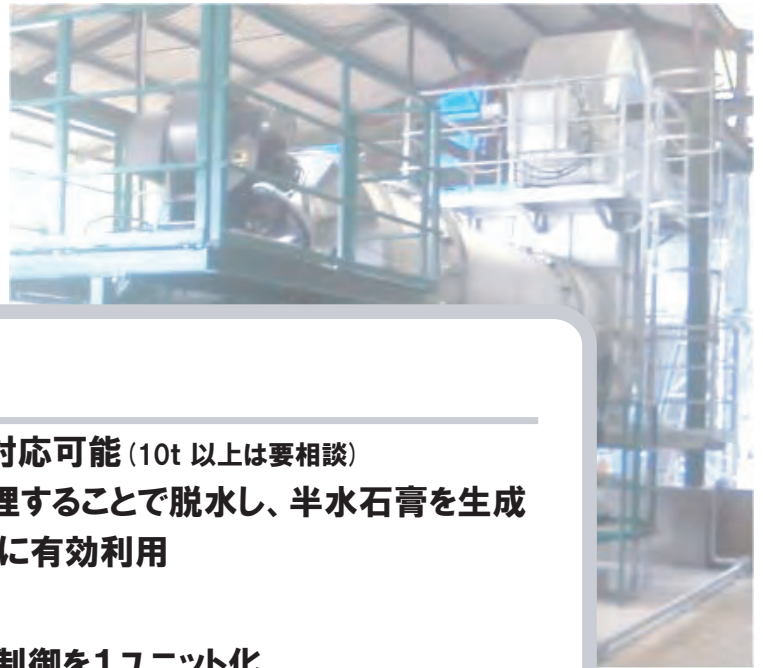 対応可能(10t 以上は要相談)
理することで脱水し、半水石膏を生成
に有効利用
制御を1ユニット化